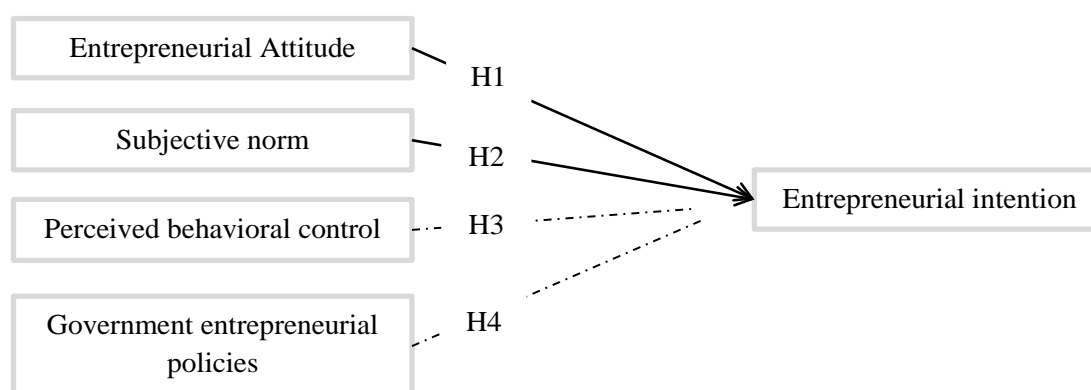 Entrepreneurial Attitude
H1
Subjective norm
H2
Entrepreneurial intention
Perceived behavioral control
H3
Government entrepreneurial
policies
H4